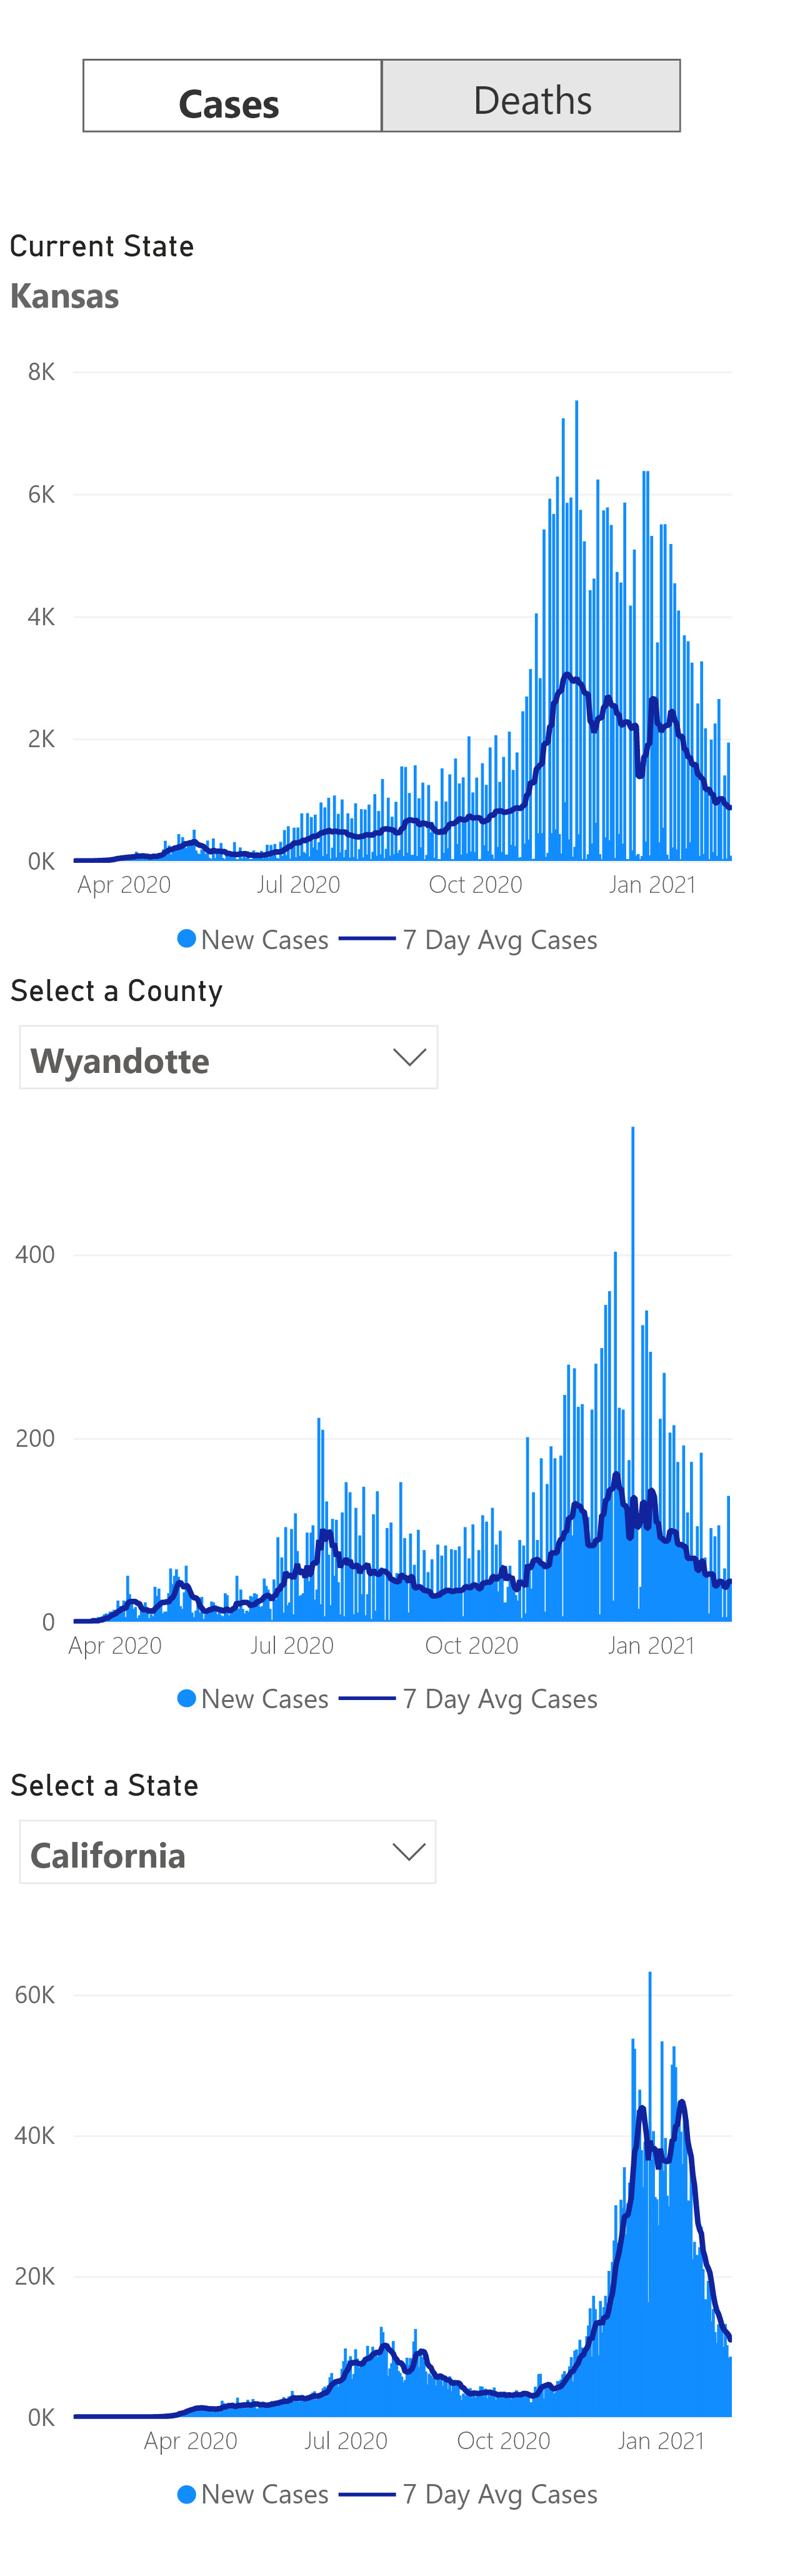 Cases Deaths
Current State
Kansas
8K
6K
4K
2K
0K
Apr 2020 Jul 2020 Oct 2020 Jan 2021
New Cases 7 Day Avg Cases
Select a County
Wyandotte
400
200
0
Apr 2020 Jul 2020 Oct 2020 Jan 2021
New Cases 7 Day Avg Cases
Select a State
California
60K
40K
20K
0K
Apr 2020 Jul 2020 Oct 2020 Jan 2021
New Cases 7 Day Avg Cases